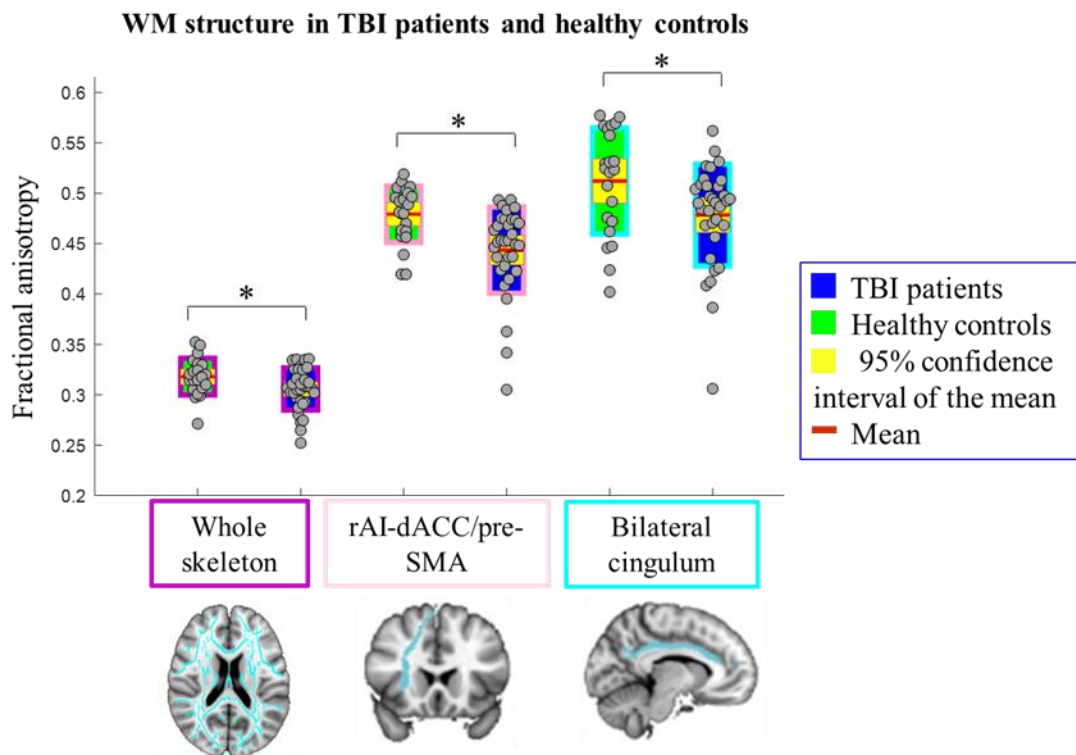 WM structure in TBI patients and healthy controls
*
*
*
Fractional anisotropy
0.6
0.55
0.5
0.45
0.4
0.35
0.3
0.25
0.2
TBI patients
Healthy controls
95% confidence
interval of the mean
Mean
Whole
skeleton
rAI-dACC/pre-
SMA
Bilateral
cingulum